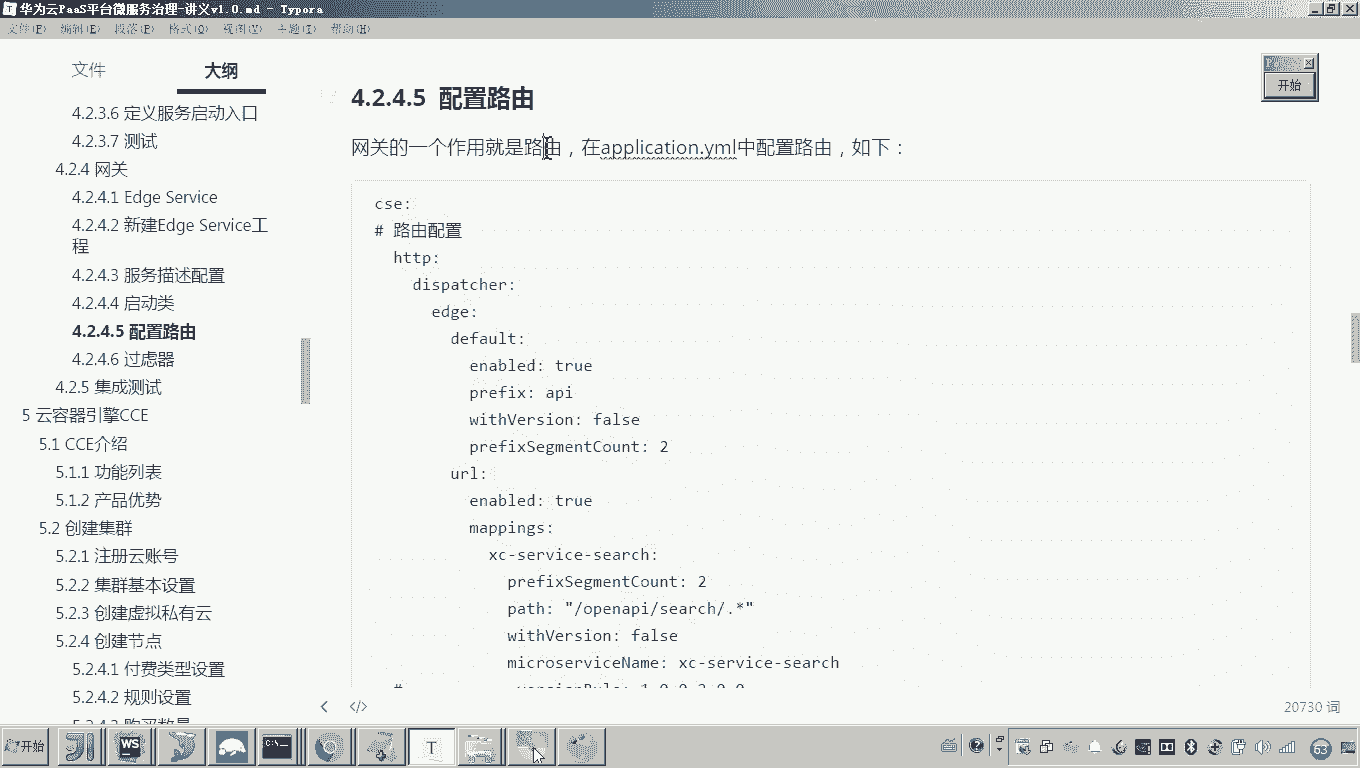 华为云PaaS平台微服务治理-讲义v1.0.md - Typora
文件(F) 编辑(E) 段落(P) 格式(O) 视图(V) 主题(T) 帮助(H)
文件 大纲
4.2.3.6 定义服务启动入口
4.2.3.7 测试
4.2.4 网关
4.2.4.1 Edge Service
4.2.4.2 新建Edge Service工
程
4.2.4.3 服务描述配置
4.2.4.4 启动类
4.2.4.5 配置路由
4.2.4.6 过虑器
4.2.5 集成测试
5 云容器引擎CCE
5.1 CCE介绍
5.1.1 功能列表
5.1.2 产品优势
5.2 创建集群
5.2.1 注册云账号
5.2.2 集群基本设置
5.2.3 创建虚拟私有云
5.2.4 创建节点
5.2.4.1 付费类型设置
5.2.4.2 规则设置
4.2.4.5 配置路由
网关的一个作用就是路由，在application.yml中配置路由，如下：
cse:
# 路由配置
http:
dispatcher:
edge:
default:
enabled: true
prefix: api
withVersion: false
prefixSegmentCount: 2
url:
enabled: true
mappings:
xc-service-search:
prefixSegmentCount: 2
path: "/openapi/search/.*"
withVersion: false
microserviceName: xc-service-search
20730 词
开始
开始
WS
T
63